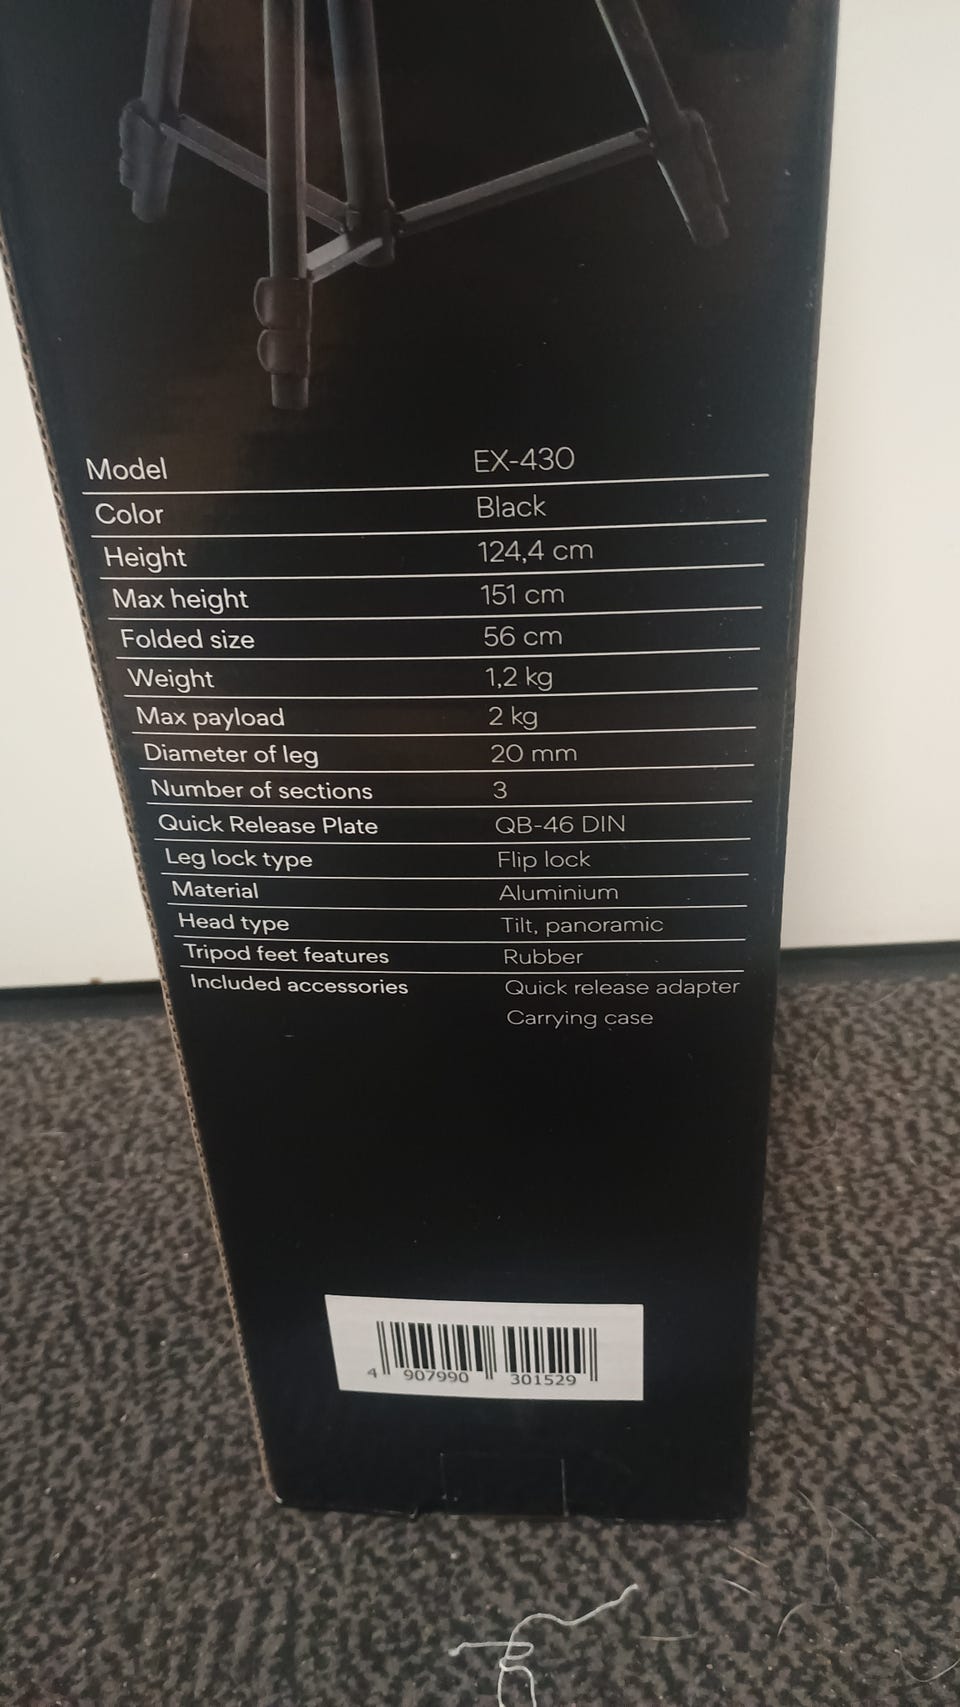 Model EX-430
Color Black
Height 124,4 cm
Max height 151 cm
Folded size 56 cm
Weight 1,2 kg
Max payload 2 kg
Diameter of leg 20 mm
Number of sections 3
Quick Release Plate QB-46 DIN
Leg lock type Flip lock
Material Aluminium
Head type Tilt, panoramic
Tripod feet features Rubber
Included accessories Quick release adapter
Carrying case
4 907990 301529